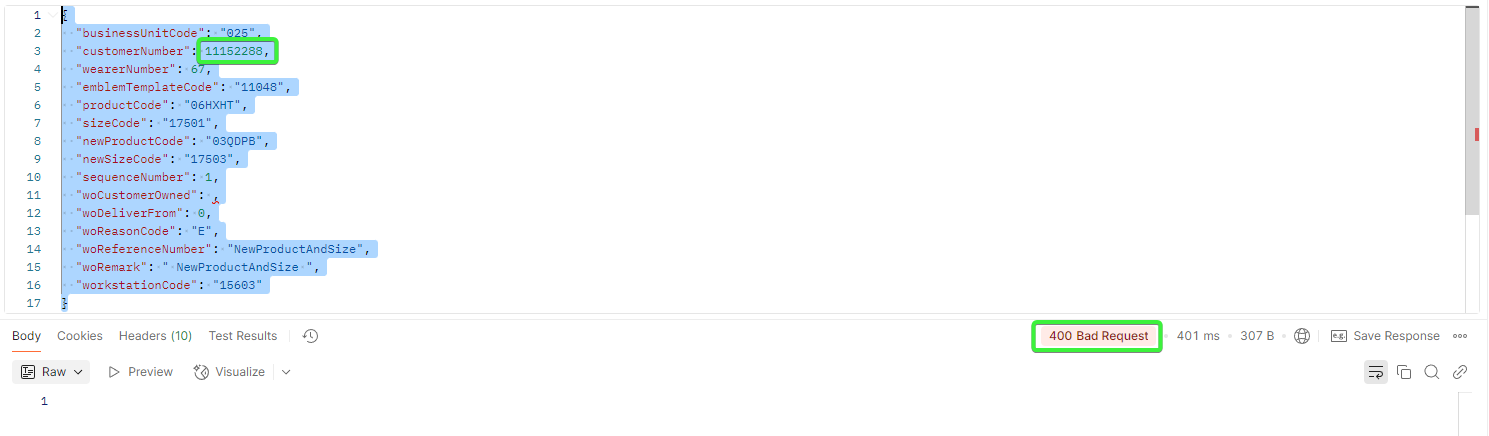 1 {
2 "businessUnitCode": "025",
3 "customerNumber": 11152288,
4 "wearerNumber": 67,
5 "emblemTemplateCode": "11048",
6 "productCode": "06HXHT",
7 "sizeCode": "17501",
8 "newProductCode": "03QDPB",
9 "newSizeCode": "17503",
10 "sequenceNumber": 1,
11 "woCustomerOwned": ,
12 "woDeliverFrom": 0,
13 "woReasonCode": "E",
14 "woReferenceNumber": "NewProductAndSize",
15 "woRemark": " NewProductAndSize ",
16 "workstationCode": "15603"
17 }
Body Cookies Headers (10) Test Results 400 Bad Request 401 ms 307 B e.g. Save Response
Raw Preview Visualize
1